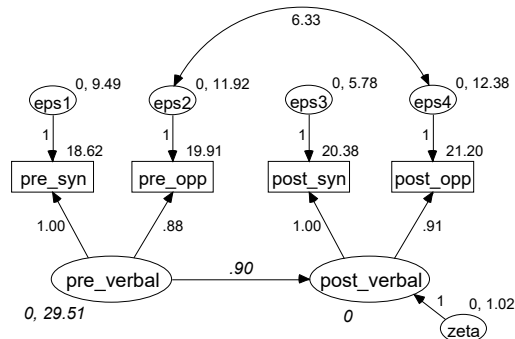 6.33
0, 9.49 0, 11.92 0, 5.78 0, 12.38
eps1 eps2 eps3 eps4
1 1 1 1
18.62 19.91 20.38 21.20
pre_syn pre_opp post_syn post_opp
1.00 .88 1.00 .91
.90
pre_verbal post_verbal
0, 29.51 0 1 0, 1.02
zeta